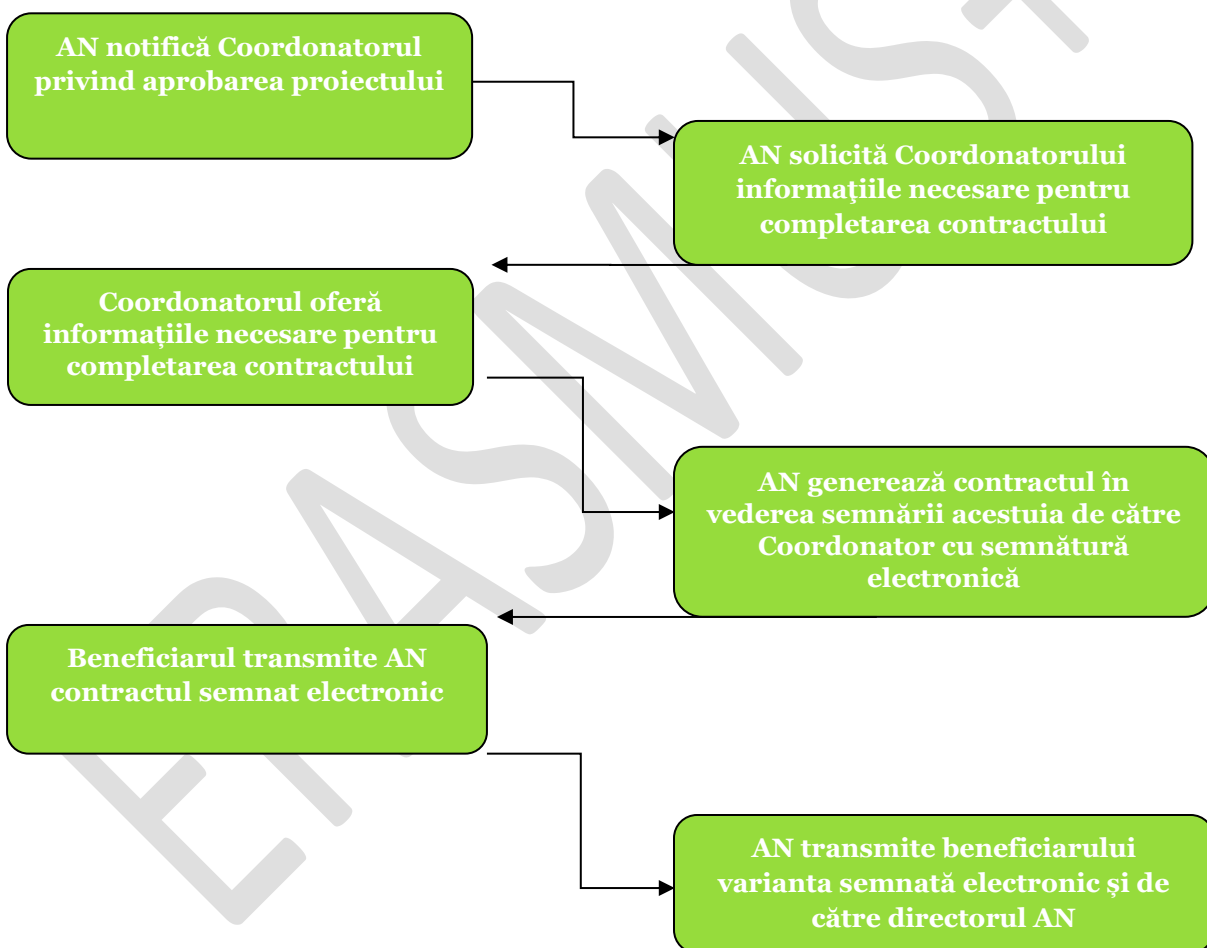 AN notifică Coordonatorul
privind aprobarea proiectului
AN solicită Coordonatorului
informaţiile necesare pentru
completarea contractului
Coordonatorul oferă
informațiile necesare pentru
completarea contractului
AN generează contractul în
vederea semnării acestuia de către
Coordonator cu semnătură
electronică
Beneficiarul transmite AN
contractul semnat electronic
AN transmite beneficiarului
varianta semnată electronic și de
către directorul AN
ERASMUS+